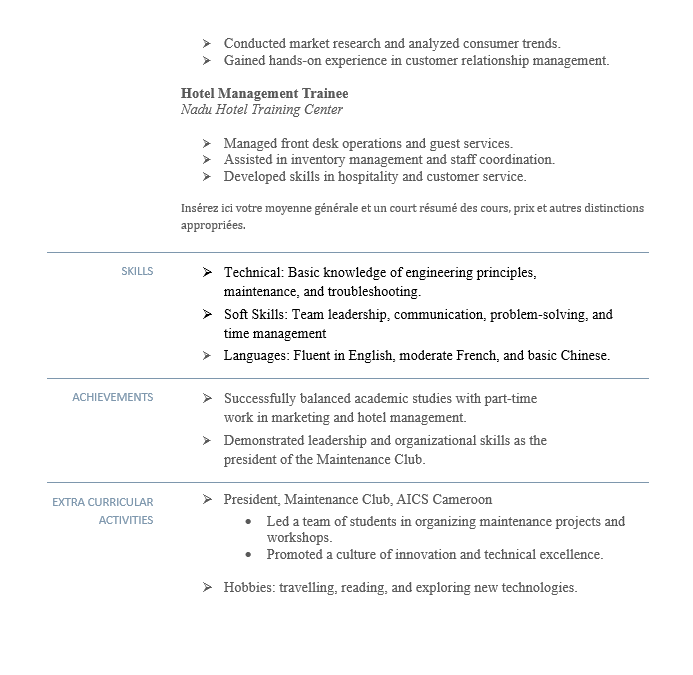 ➢ Conducted market research and analyzed consumer trends.
➢ Gained hands-on experience in customer relationship management.
Hotel Management Trainee
Nadu Hotel Training Center
➢ Managed front desk operations and guest services.
➢ Assisted in inventory management and staff coordination.
➢ Developed skills in hospitality and customer service.
Insérez ici votre moyenne générale et un court résumé des cours, prix et autres distinctions
appropriées.
SKILLS
➢ Technical: Basic knowledge of engineering principles,
maintenance, and troubleshooting.
➢ Soft Skills: Team leadership, communication, problem-solving, and
time management
➢ Languages: Fluent in English, moderate French, and basic Chinese.
ACHIEVEMENTS
➢ Successfully balanced academic studies with part-time
work in marketing and hotel management.
➢ Demonstrated leadership and organizational skills as the
president of the Maintenance Club.
EXTRA CURRICULAR
ACTIVITIES
➢ President, Maintenance Club, AICS Cameroon
• Led a team of students in organizing maintenance projects and
workshops.
• Promoted a culture of innovation and technical excellence.
➢ Hobbies: travelling, reading, and exploring new technologies.